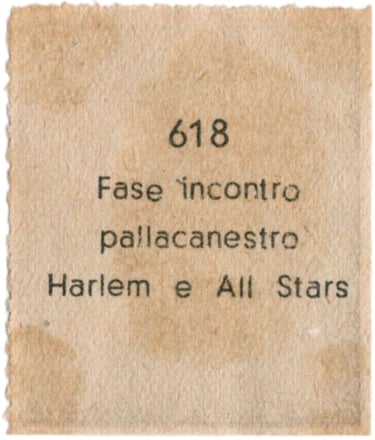 618
Fase incontro
pallacanestro
Harlem e All Stars